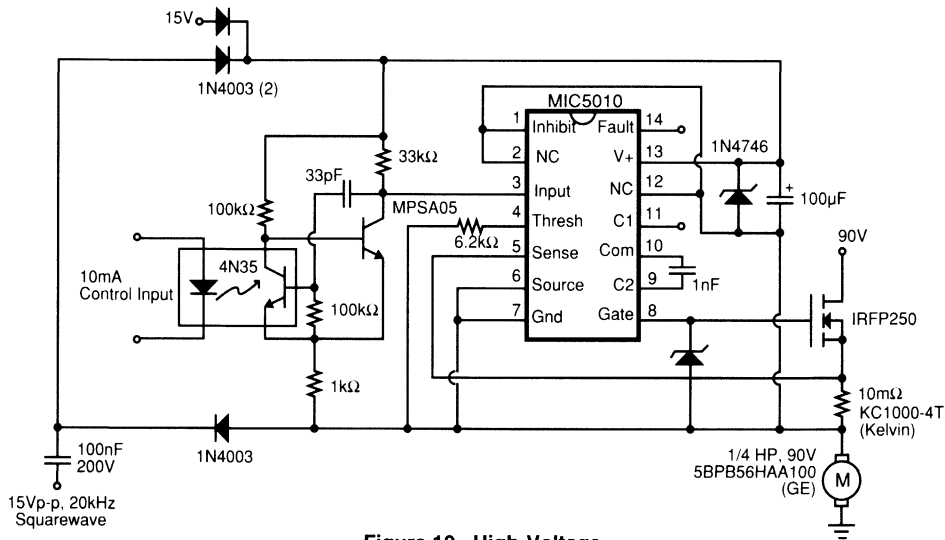 15V
1N4003 (2)
MIC5010
1
Inhibit
Fault
14
2
NC
V+
13
1N4746
33kΩ
33pF
3
Input
NC
12
+
100µF
MPSA05
100kΩ
4
Thresh
C1
11
6.2kΩ
5
Sense
Com
10
90V
10mA
Control Input
4N35
1nF
6
Source
C2
9
100kΩ
7
Gnd
Gate
8
IRFP250
1kΩ
10mΩ
KC1000-4T
(Kelvin)
100nF
200V
1N4003
1/4 HP, 90V
5BPB56HAA100
(GE)
M
15Vp-p, 20kHz
Squarewave
Figure 10. High-Voltage